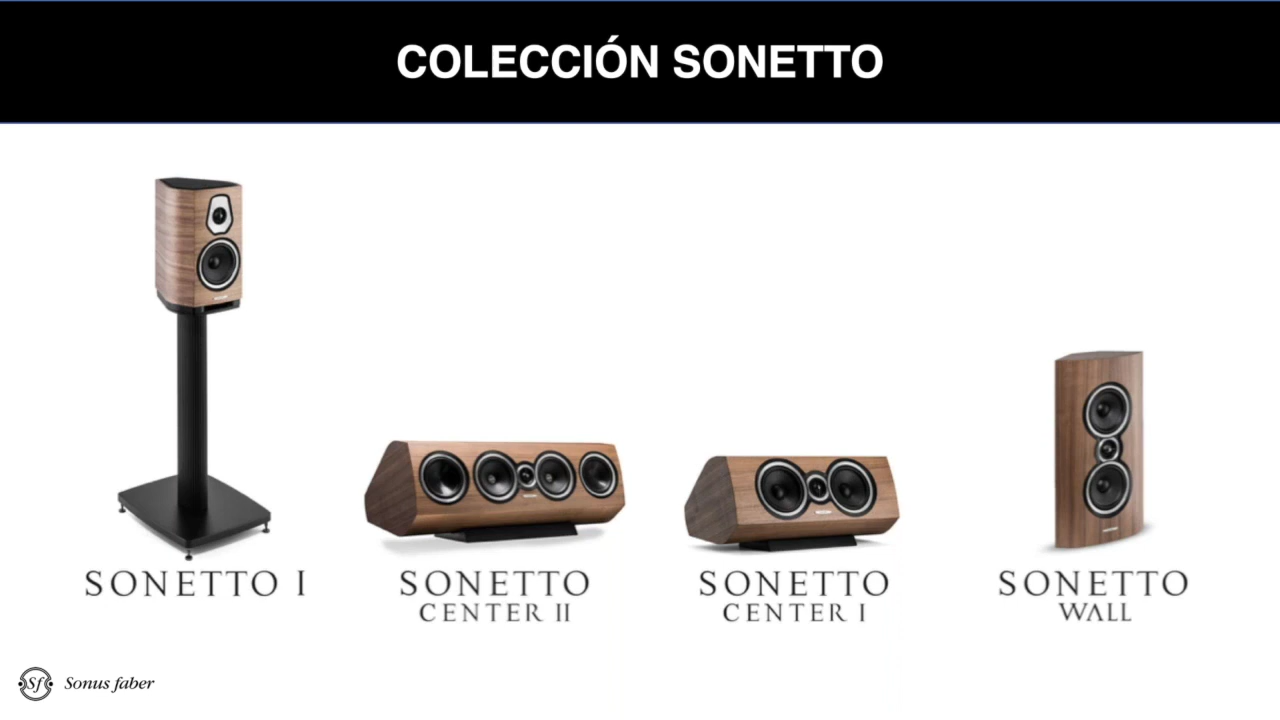 COLECCIÓN SONETTO
SONETTO I
SONETTO
CENTER II
SONETTO
CENTER I
SONETTO
WALL
Sf
Sonus faber